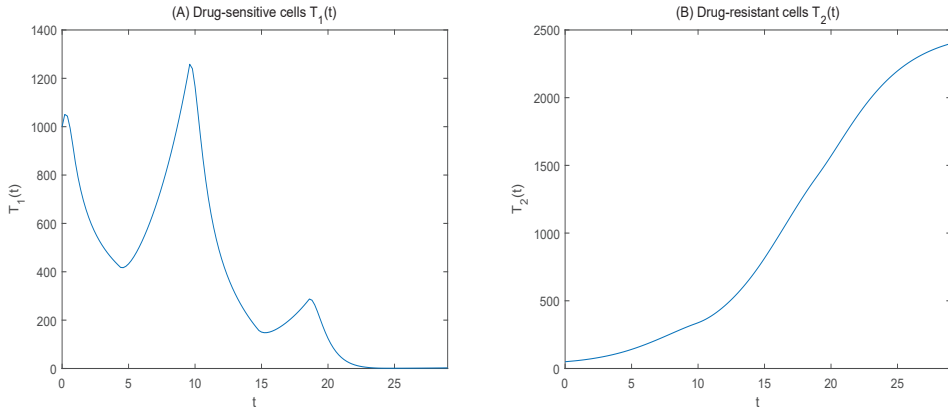 (A) Drug-sensitive cells T1(t)
1400
1200
1000
800
600
400
200
0
T1(t)
0 5 10 15 20 25
t
(B) Drug-resistant cells T2(t)
2500
2000
1500
1000
500
0
T2(t)
0 5 10 15 20 25
t